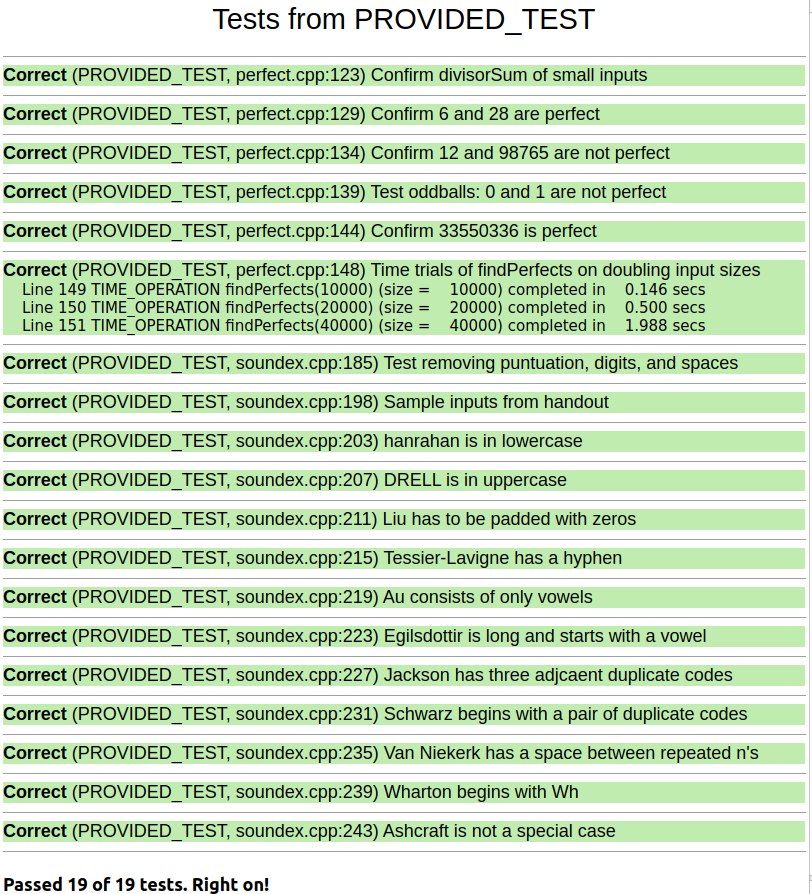 Tests from PROVIDED_TEST
Correct (PROVIDED_TEST, perfect.cpp:123) Confirm divisorSum of small inputs
Correct (PROVIDED_TEST, perfect.cpp:129) Confirm 6 and 28 are perfect
Correct (PROVIDED_TEST, perfect.cpp:134) Confirm 12 and 98765 are not perfect
Correct (PROVIDED_TEST, perfect.cpp:139) Test oddballs: 0 and 1 are not perfect
Correct (PROVIDED_TEST, perfect.cpp:144) Confirm 33550336 is perfect
Correct (PROVIDED_TEST, perfect.cpp:148) Time trials of findPerfects on doubling input sizes
Line 149 TIME_OPERATION findPerfects(10000) (size = 10000) completed in 0.146 secs
Line 150 TIME_OPERATION findPerfects(20000) (size = 20000) completed in 0.500 secs
Line 151 TIME_OPERATION findPerfects(40000) (size = 40000) completed in 1.988 secs
Correct (PROVIDED_TEST, soundex.cpp:185) Test removing puntuation, digits, and spaces
Correct (PROVIDED_TEST, soundex.cpp:198) Sample inputs from handout
Correct (PROVIDED_TEST, soundex.cpp:203) hanrahan is in lowercase
Correct (PROVIDED_TEST, soundex.cpp:207) DRELL is in uppercase
Correct (PROVIDED_TEST, soundex.cpp:211) Liu has to be padded with zeros
Correct (PROVIDED_TEST, soundex.cpp:215) Tessier-Lavigne has a hyphen
Correct (PROVIDED_TEST, soundex.cpp:219) Au consists of only vowels
Correct (PROVIDED_TEST, soundex.cpp:223) Egilsdottir is long and starts with a vowel
Correct (PROVIDED_TEST, soundex.cpp:227) Jackson has three adjcaent duplicate codes
Correct (PROVIDED_TEST, soundex.cpp:231) Schwarz begins with a pair of duplicate codes
Correct (PROVIDED_TEST, soundex.cpp:235) Van Niekerk has a space between repeated n's
Correct (PROVIDED_TEST, soundex.cpp:239) Wharton begins with Wh
Correct (PROVIDED_TEST, soundex.cpp:243) Ashcraft is not a special case
Passed 19 of 19 tests. Right on!